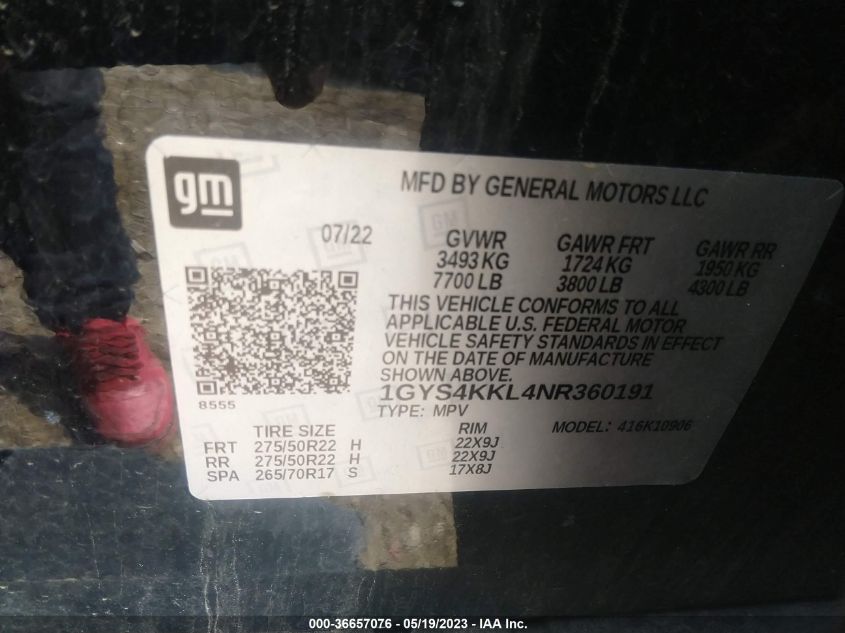 gm
MFD BY GENERAL MOTORS LLC
07/22
GVWR GAWR FRT GAWR RR
3493 KG 1724 KG 1950 KG
7700 LB 3800 LB 4300 LB
THIS VEHICLE CONFORMS TO ALL
APPLICABLE U.S. FEDERAL MOTOR
VEHICLE SAFETY STANDARDS IN EFFECT
ON THE DATE OF MANUFACTURE
SHOWN ABOVE.
8555
1GYS4KKL4NR360191
TYPE: MPV
MODEL: 416K10906
TIRE SIZE RIM
FRT 275/50R22 H 22X9J
RR 275/50R22 H 22X9J
SPA 265/70R17 S 17X8J
000-36657076 - 05/19/2023 - IAA Inc.